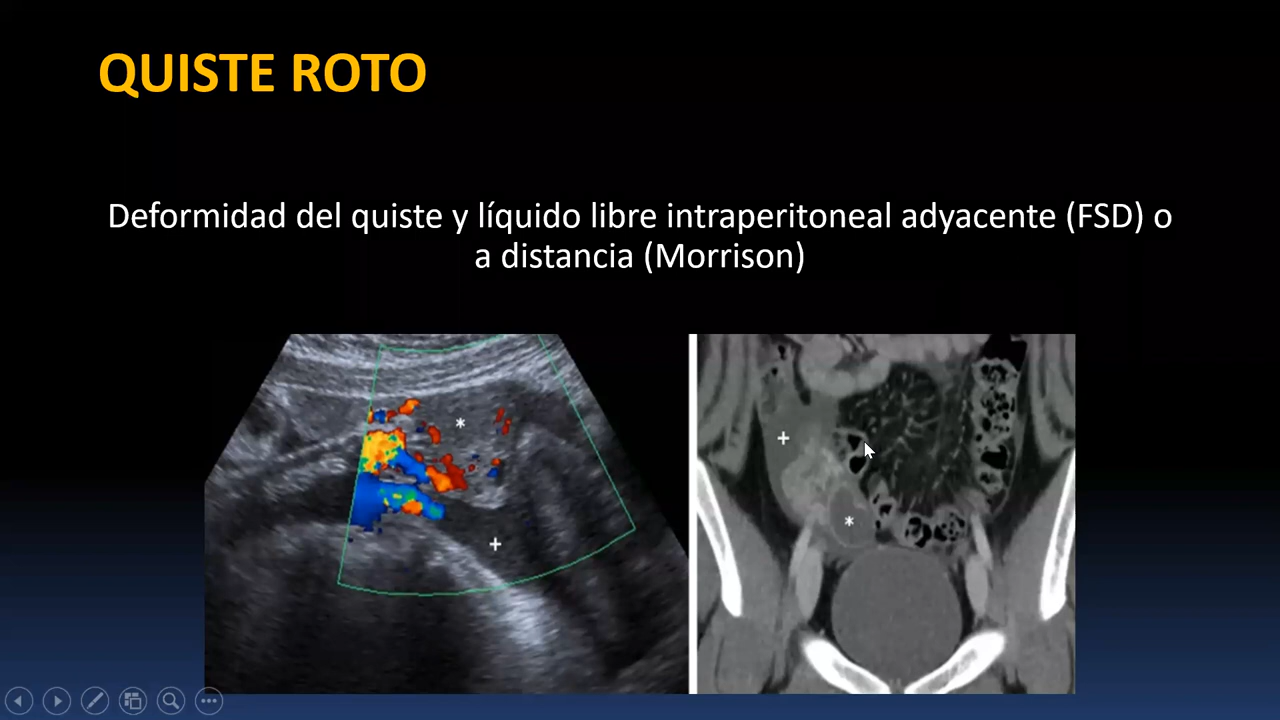 QUISTE ROTO
Deformidad del quiste y líquido libre intraperitoneal adyacente (FSD) o
a distancia (Morrison)